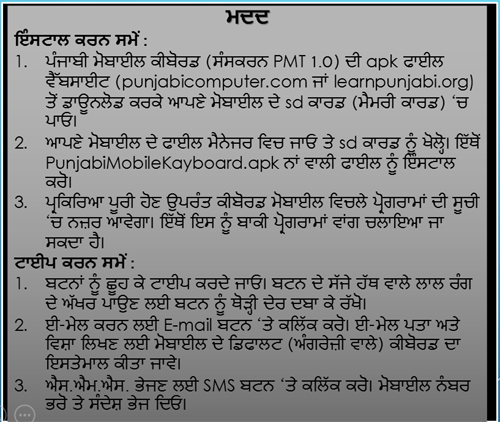 ਮਦਦ
ਇੰਸਟਾਲ ਕਰਨ ਸਮੇਂ :
1. ਪੰਜਾਬੀ ਮੋਬਾਈਲ ਕੀਬੋਰਡ (ਸੰਸਕਰਨ PMT 1.0) ਦੀ apk ਫਾਈਲ
ਵੈੱਬਸਾਈਟ (punjabicomputer.com ਜਾਂ learnpunjabi.org)
ਤੋਂ ਡਾਊਨਲੋਡ ਕਰਕੇ ਆਪਣੇ ਮੋਬਾਈਲ ਦੇ sd ਕਾਰਡ (ਮੈਮਰੀ ਕਾਰਡ) ‘ਚ
ਪਾਓ।
2. ਆਪਣੇ ਮੋਬਾਈਲ ਦੇ ਫਾਈਲ ਮੈਨੇਜਰ ਵਿਚ ਜਾਓ ਤੇ sd ਕਾਰਡ ਨੂੰ ਖੋਲ੍ਹੋ। ਇੱਥੋਂ
PunjabiMobileKayboard.apk ਨਾਂ ਵਾਲੀ ਫਾਈਲ ਨੂੰ ਇੰਸਟਾਲ
ਕਰੋ।
3. ਪ੍ਰਕਿਰਿਆ ਪੂਰੀ ਹੋਣ ਉਪਰੰਤ ਕੀਬੋਰਡ ਮੋਬਾਈਲ ਵਿਚਲੇ ਪ੍ਰੋਗਰਾਮਾਂ ਦੀ ਸੂਚੀ
‘ਚ ਨਜ਼ਰ ਆਵੇਗਾ। ਇੱਥੋਂ ਇਸ ਨੂੰ ਬਾਕੀ ਪ੍ਰੋਗਰਾਮਾਂ ਵਾਂਗ ਚਲਾਇਆ ਜਾ
ਸਕਦਾ ਹੈ।
ਟਾਈਪ ਕਰਨ ਸਮੇਂ :
1. ਬਟਨਾਂ ਨੂੰ ਛੂਹ ਕੇ ਟਾਈਪ ਕਰਦੇ ਜਾਓ। ਬਟਨ ਦੇ ਸੱਜੇ ਹੱਥ ਵਾਲੇ ਲਾਲ ਰੰਗ
ਦੇ ਅੱਖਰ ਪਾਉਣ ਲਈ ਬਟਨ ਨੂੰ ਥੋੜ੍ਹੀ ਦੇਰ ਦਬਾ ਕੇ ਰੱਖੋ।
2. ਈ-ਮੇਲ ਕਰਨ ਲਈ E-mail ਬਟਨ ‘ਤੇ ਕਲਿੱਕ ਕਰੋ। ਈ-ਮੇਲ ਪਤਾ ਅਤੇ
ਵਿਸ਼ਾ ਲਿਖਣ ਲਈ ਮੋਬਾਈਲ ਦੇ ਡਿਫਾਲਟ (ਅੰਗਰੇਜ਼ੀ ਵਾਲੇ) ਕੀਬੋਰਡ ਦਾ
ਇਸਤੇਮਾਲ ਕੀਤਾ ਜਾਵੇ।
3. ਐਸ.ਐਮ.ਐਸ. ਭੇਜਣ ਲਈ SMS ਬਟਨ ‘ਤੇ ਕਲਿੱਕ ਕਰੋ। ਮੋਬਾਈਲ ਨੰਬਰ
ਭਰੋ ਤੇ ਸੰਦੇਸ਼ ਭੇਜ ਦਿਓ।